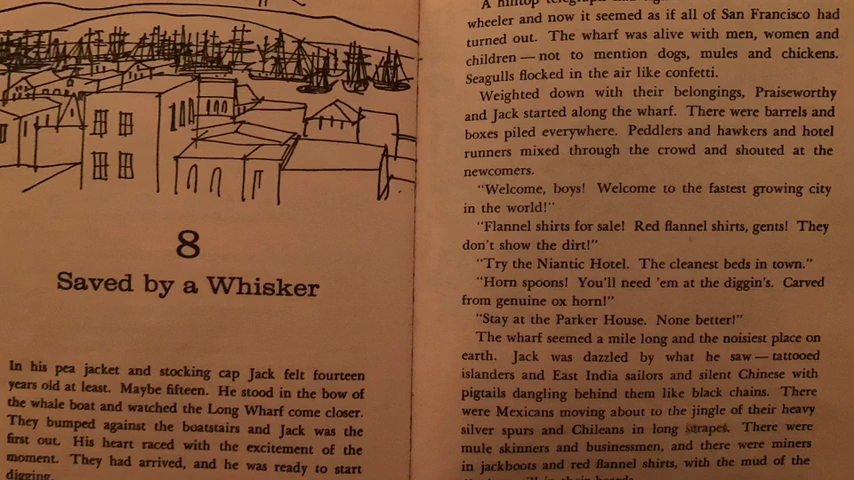 8
Saved by a Whisker
In his pea jacket and stocking cap Jack felt fourteen
years old at least. Maybe fifteen. He stood in the bow of
the whale boat and watched the Long Wharf come closer.
They bumped against the boatstairs and Jack was the
first out. His heart raced with the excitement of the
moment. They had arrived, and he was ready to start
digging.
A hilltop telegraph
wheeler and now it seemed as if all of San Francisco had
turned out. The wharf was alive with men, women and
children — not to mention dogs, mules and chickens.
Seagulls flocked in the air like confetti.
Weighted down with their belongings, Praiseworthy
and Jack started along the wharf. There were barrels and
boxes piled everywhere. Peddlers and hawkers and hotel
runners mixed through the crowd and shouted at the
newcomers.
"Welcome, boys! Welcome to the fastest growing city
in the world!"
"Flannel shirts for sale! Red flannel shirts, gents! They
don't show the dirt!"
"Try the Niantic Hotel. The cleanest beds in town."
"Horn spoons! You'll need 'em at the diggin's. Carved
from genuine ox horn!"
"Stay at the Parker House. None better!"
The wharf seemed a mile long and the noisiest place on
earth. Jack was dazzled by what he saw — tattooed
islanders and East India sailors and silent Chinese with
pigtails dangling behind them like black chains. There
were Mexicans moving about to the jingle of their heavy
silver spurs and Chileans in long serapes. There were
mule skinners and businessmen, and there were miners
in jackboots and red flannel shirts, with the mud of the